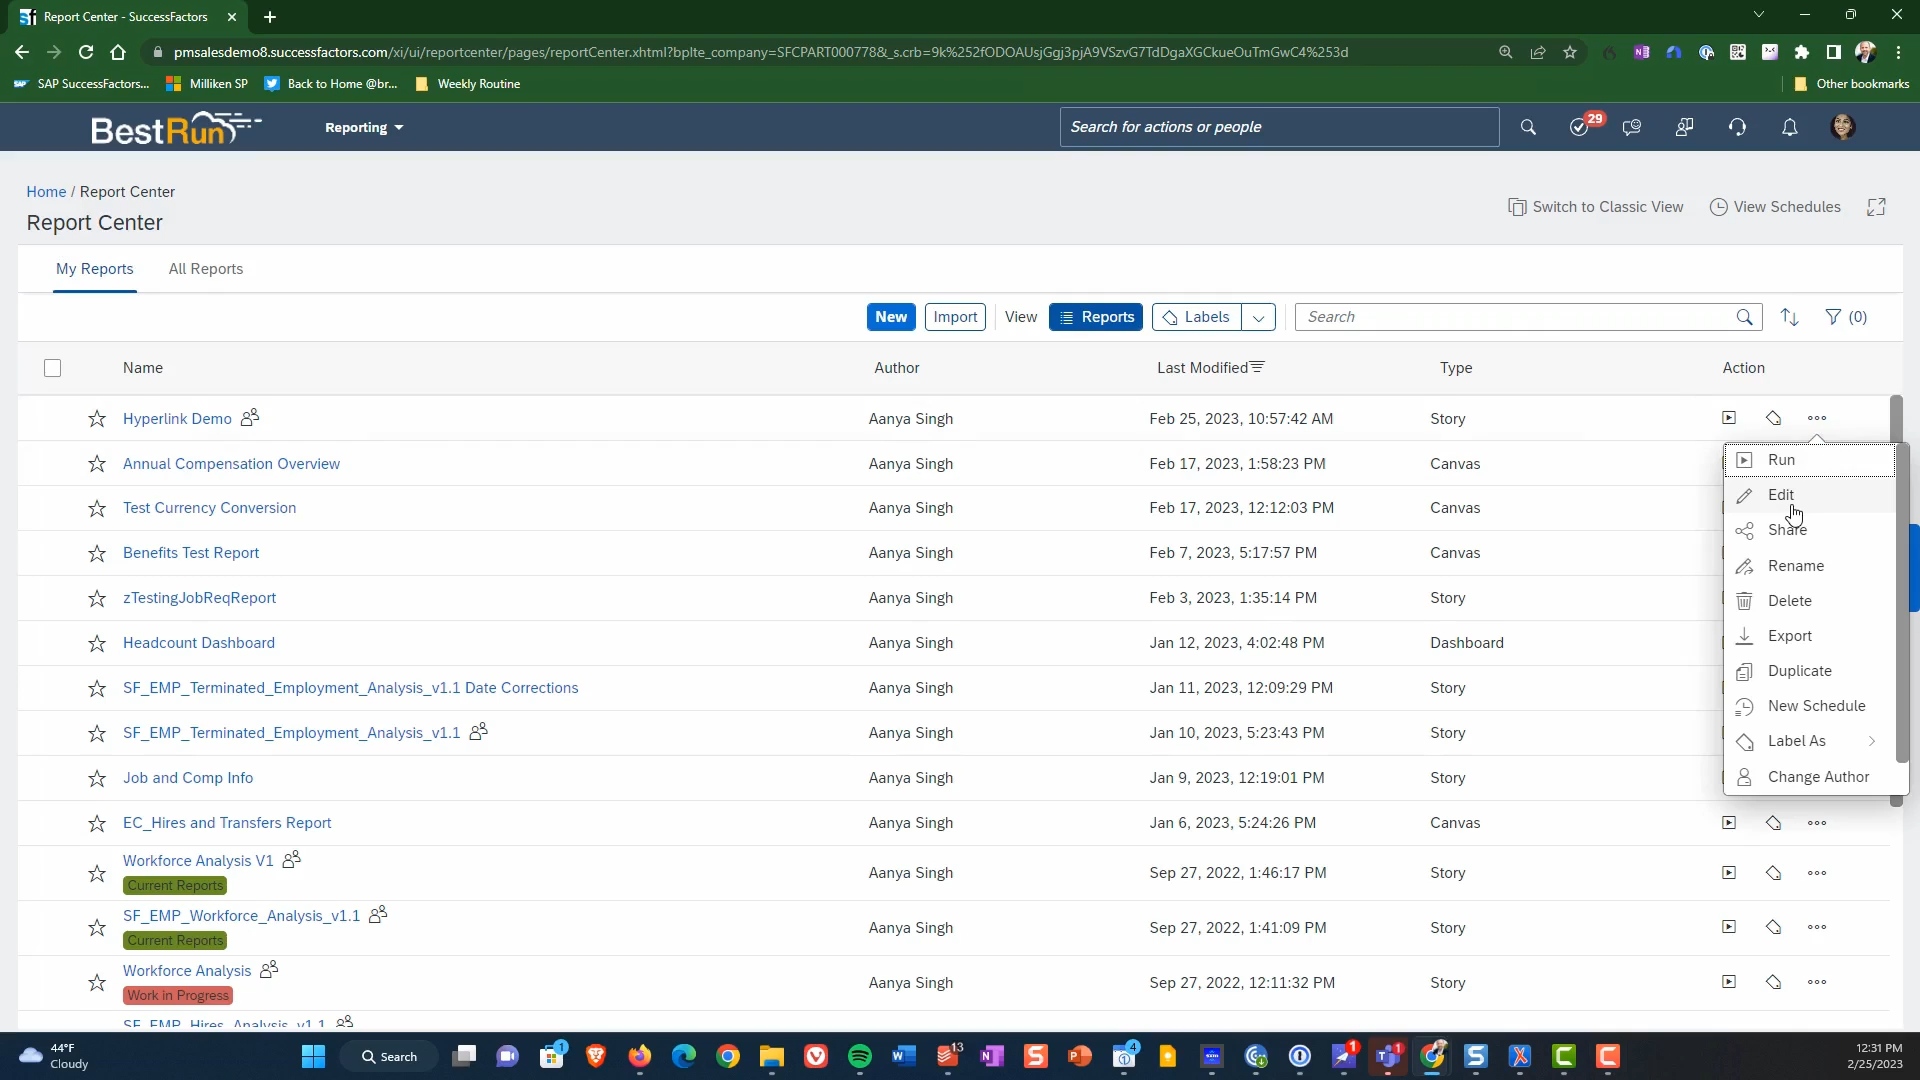 Report Center - SuccessFactors
pmsalesdemo8.successfactors.com/xi/ui/reportcenter/pages/reportCenter.xhtml?bplte_company=SFCPART000778&_s.crb=9k%252fODOAUsjGgj3pjA9VSzvG7TdDgaXGCkueOuTmGwC4%253d
SAP SuccessFactors... Milliken SP Back to Home @br... Weekly Routine Other bookmarks
BestRun Reporting Search for actions or people 29
Home / Report Center
Report Center
Switch to Classic View View Schedules
My Reports All Reports
New Import View Reports Labels Search (0)
Name Author Last Modified Type Action
Hyperlink Demo Aanya Singh Feb 25, 2023, 10:57:42 AM Story
Annual Compensation Overview Aanya Singh Feb 17, 2023, 1:58:23 PM Canvas
Test Currency Conversion Aanya Singh Feb 17, 2023, 12:12:03 PM Canvas
Benefits Test Report Aanya Singh Feb 7, 2023, 5:17:57 PM Canvas
zTestingJobReqReport Aanya Singh Feb 3, 2023, 1:35:14 PM Story
Headcount Dashboard Aanya Singh Jan 12, 2023, 4:02:48 PM Dashboard
SF_EMP_Terminated_Employment_Analysis_v1.1 Date Corrections Aanya Singh Jan 11, 2023, 12:09:29 PM Story
SF_EMP_Terminated_Employment_Analysis_v1.1 Aanya Singh Jan 10, 2023, 5:23:43 PM Story
Job and Comp Info Aanya Singh Jan 9, 2023, 12:19:01 PM Story
EC_Hires and Transfers Report Aanya Singh Jan 6, 2023, 5:24:26 PM Canvas
Workforce Analysis V1 Aanya Singh Sep 27, 2022, 1:46:17 PM Story
Current Reports
SF_EMP_Workforce_Analysis_v1.1 Aanya Singh Sep 27, 2022, 1:41:09 PM Story
Current Reports
Workforce Analysis Aanya Singh Sep 27, 2022, 12:11:32 PM Story
Work in Progress
SF_EMP_Hires_Analysis_v1.1
Run
Edit
Share
Rename
Delete
Export
Duplicate
New Schedule
Label As
Change Author
44°F
Cloudy
Search
1
13
4
1
1
12:31 PM
2/25/2023